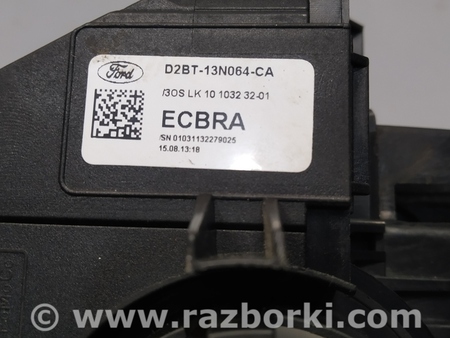 Ford
D2BT-13N064-CA
/3OS LK 10 1032 32-01
ECBRA
SN 01031132279025
15.08.13:18
© www.razborki.com